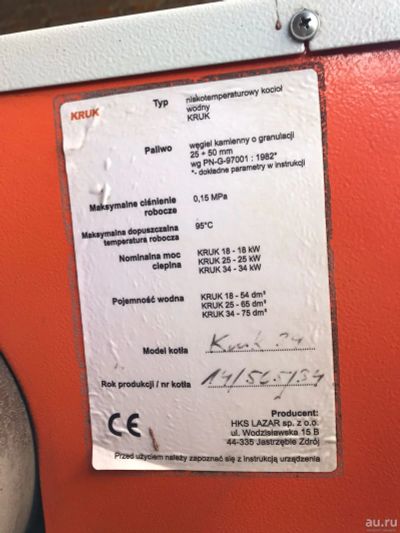 KRUK
Typ niskotemperaturowy kocioł
wodny
KRUK
Paliwo węgiel kamienny o granulacji
25 ÷ 50 mm
wg PN-G-97001 : 1982*
*- dokładne parametry w instrukcji
Maksymalne ciśnienie
robocze 0,15 MPa
Maksymalna dopuszczalna
temperatura robocza 95°C
Nominalna moc
cieplna KRUK 18 - 18 kW
KRUK 25 - 25 kW
KRUK 34 - 34 kW
Pojemność wodna KRUK 18 - 54 dm³
KRUK 25 - 65 dm³
KRUK 34 - 75 dm³
Model kotła Kruk 34
Rok produkcji / nr kotła 14/565/34
CE
Producent:
HKS LAZAR sp. z o.o.
ul. Wodzisławska 15 B
44-335 Jastrzębie Zdrój
Przed użyciem należy zapoznać się z instrukcją urządzenia
au.ru